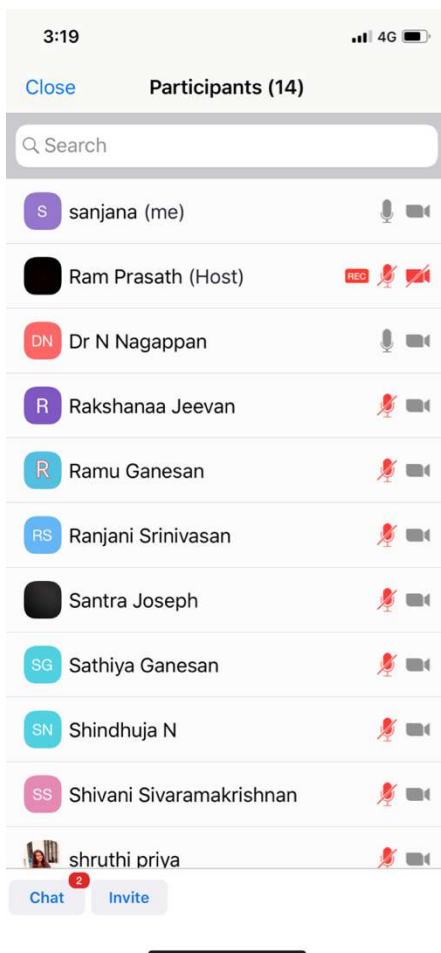 3:19 4G
Close Participants (14)
Search
S sanjana (me)
Ram Prasath (Host) REC
DN Dr N Nagappan
R Rakshanaa Jeevan
R Ramu Ganesan
RS Ranjani Srinivasan
Santra Joseph
SG Sathiya Ganesan
SN Shindhuja N
SS Shivani Sivaramakrishnan
shruthi priya
2
Chat Invite